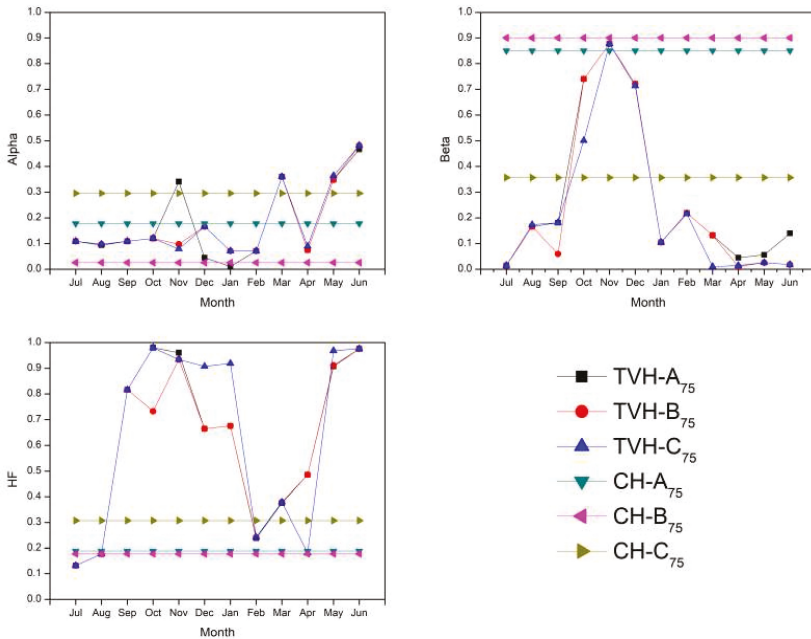 1.0
0.9
0.8
0.7
0.6
0.5
0.4
0.3
0.2
0.1
0.0
Alpha
Jul Aug Sep Oct Nov Dec Jan Feb Mar Apr May Jun
Month
1.0
0.9
0.8
0.7
0.6
0.5
0.4
0.3
0.2
0.1
0.0
Beta
Jul Aug Sep Oct Nov Dec Jan Feb Mar Apr May Jun
Month
1.0
0.9
0.8
0.7
0.6
0.5
0.4
0.3
0.2
0.1
0.0
HF
Jul Aug Sep Oct Nov Dec Jan Feb Mar Apr May Jun
Month
TVH-A75
TVH-B75
TVH-C75
CH-A75
CH-B75
CH-C75